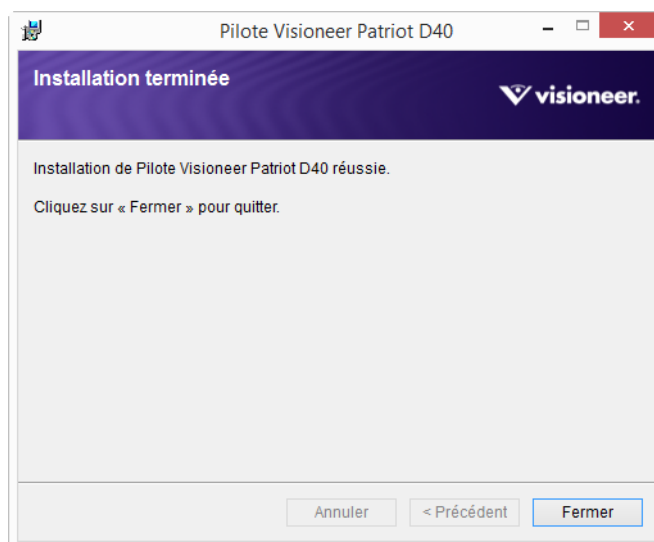 Pilote Visioneer Patriot D40
Installation terminée
visioneer.
Installation de Pilote Visioneer Patriot D40 réussie.
Cliquez sur « Fermer » pour quitter.
Annuler < Précédent Fermer